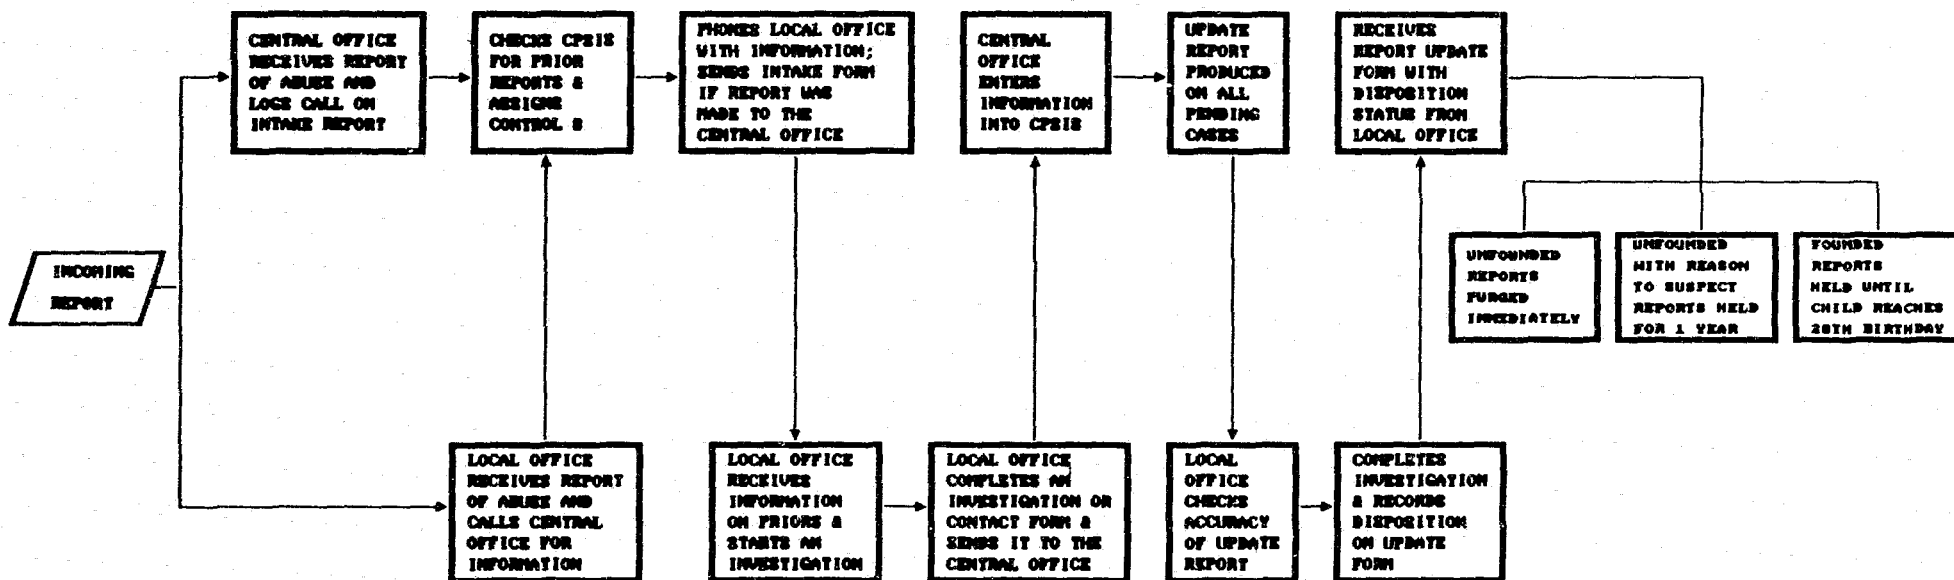 INCOMING
REPORT
CENTRAL OFFICE
RECEIVES REPORT
OF ABUSE AND
LOGS CALL ON
INTAKE REPORT
CHECKS CPSIS
FOR PRIOR
REPORTS &
ASSIGNS
CONTROL #
PHONES LOCAL OFFICE
WITH INFORMATION;
SENDS INTAKE FORM
IF REPORT WAS
MADE TO THE
CENTRAL OFFICE
CENTRAL
OFFICE
ENTERS
INFORMATION
INTO CPSIS
UPDATE
REPORT
PRODUCED
ON ALL
PENDING
CASES
RECEIVES
REPORT UPDATE
FORM WITH
DISPOSITION
STATUS FROM
LOCAL OFFICE
UNFOUNDED
REPORTS
PURGED
IMMEDIATELY
UNFOUNDED
WITH REASON
TO SUSPECT
REPORTS HELD
FOR 1 YEAR
FOUNDED
REPORTS
HELD UNTIL
CHILD REACHES
BIRTHDAY
LOCAL OFFICE
RECEIVES REPORT
OF ABUSE AND
CALLS CENTRAL
OFFICE FOR
INFORMATION
LOCAL OFFICE
RECEIVES
INFORMATION
ON PRIORS &
STARTS AN
INVESTIGATION
LOCAL OFFICE
COMPLETES AN
INVESTIGATION OR
CONTACT FORM &
SENDS IT TO THE
CENTRAL OFFICE
LOCAL
OFFICE
CHECKS
ACCURACY
OF UPDATE
REPORT
COMPLETES
INVESTIGATION
& RECORDS
DISPOSITION
ON UPDATE
FORM